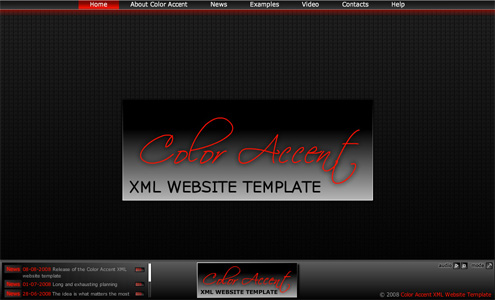 Home About Color Accent News Examples Video Contacts Help
Color Accent
XML WEBSITE TEMPLATE
News 08-08-2008 Release of the Color Accent XML
website template
News 01-07-2008 Long and exhausting planning
News 28-06-2008 The idea is what matters the most
Color Accent
XML WEBSITE TEMPLATE
© 2008 Color Accent XML Website Template